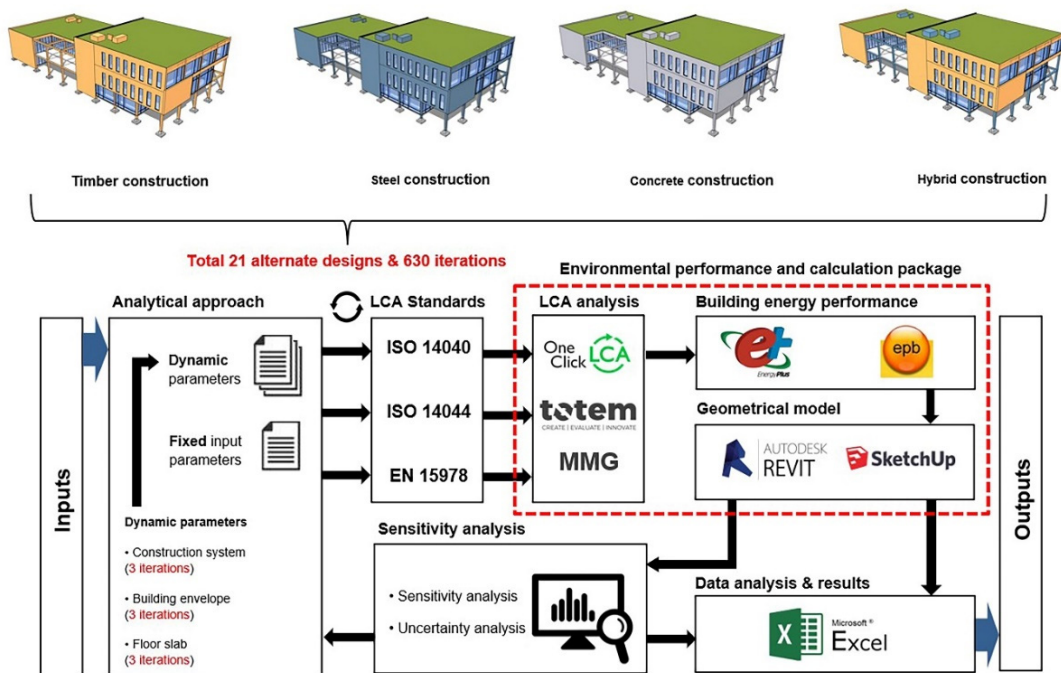 Timber construction
Steel construction
Concrete construction
Hybrid construction
Total 21 alternate designs & 630 iterations
Environmental performance and calculation package
Analytical approach
LCA Standards
LCA analysis
Building energy performance
Inputs
Dynamic
parameters
Fixed input
parameters
Dynamic parameters
• Construction system
(3 iterations)
• Building envelope
(3 iterations)
• Floor slab
(3 iterations)
ISO 14040
ISO 14044
EN 15978
One
Click
LCA
totem
CREATE | EVALUATE | INNOVATE
MMG
e+
EnergyPlus
epb
Geometrical model
AUTODESK
REVIT
SketchUp
Sensitivity analysis
• Sensitivity analysis
• Uncertainty analysis
Data analysis & results
X
Microsoft ®
Excel
Outputs